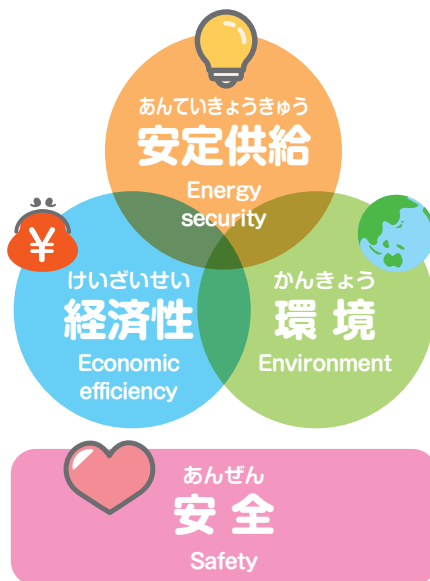 あんていきょうきゅう
安定供給
Energy
security
¥
けいざいせい
経済性
Economic
efficiency
かんきょう
環境
Environment
あんぜん
安全
Safety